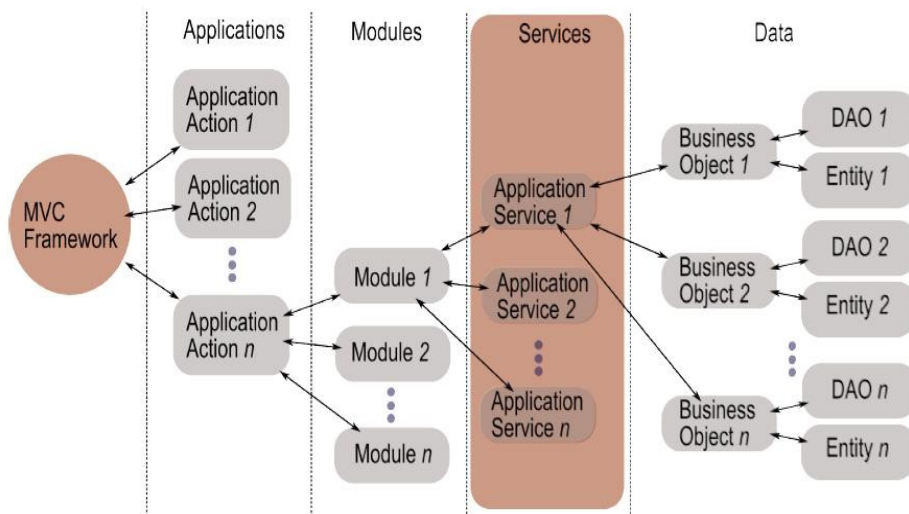 Applications
Modules
Services
Data
MVC
Framework
Application
Action 1
Application
Action 2
Application
Action n
Module 1
Module 2
Module n
Application
Service 1
Application
Service 2
Application
Service n
Business
Object 1
Business
Object 2
Business
Object n
DAO 1
Entity 1
DAO 2
Entity 2
DAO n
Entity n